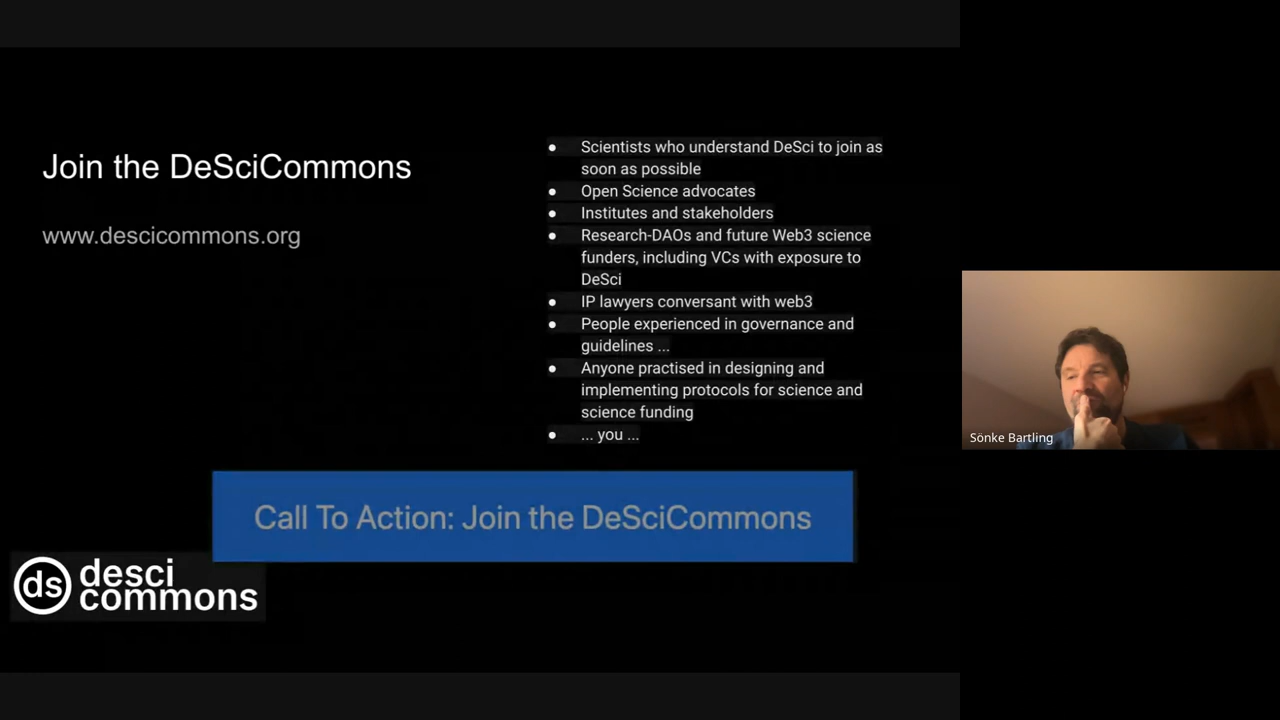 Join the DeSciCommons
www.descicommons.org
● Scientists who understand DeSci to join as
soon as possible
● Open Science advocates
● Institutes and stakeholders
● Research-DAOs and future Web3 science
funders, including VCs with exposure to
DeSci
● IP lawyers conversant with web3
● People experienced in governance and
guidelines ...
● Anyone practised in designing and
implementing protocols for science and
science funding
● ... you ...
Call To Action: Join the DeSciCommons
ds desci
commons
Sönke Bartling